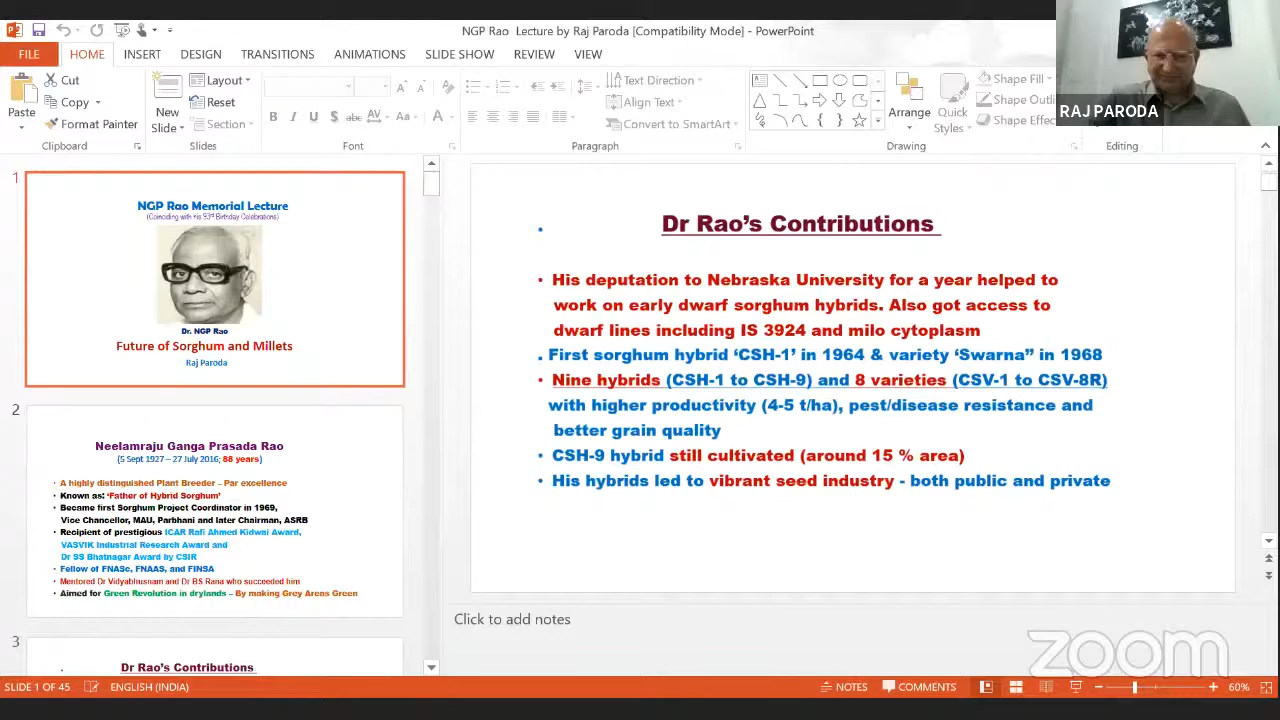 NGP Rao Lecture by Raj Paroda [Compatibility Mode] - PowerPoint
FILE HOME INSERT DESIGN TRANSITIONS ANIMATIONS SLIDE SHOW REVIEW VIEW
RAJ PARODA
Paste
Cut
Copy
Format Painter
Clipboard
New
Slide
Layout
Reset
Section
Slides
B I U S abc AV Aa A
Font
Text Direction
Align Text
Convert to SmartArt
Paragraph
Arrange
Quick
Styles
Shape Fill
Shape Outli
Shape Effec
Drawing
Editing
1
NGP Rao Memorial Lecture
(Coinciding with his 93rd Birthday Celebrations)
Dr. NGP Rao
Future of Sorghum and Millets
Raj Paroda
2
Neelamraju Ganga Prasada Rao
(5 Sept 1927 – 27 July 2016; 88 years)
• A highly distinguished Plant Breeder – Par excellence
• Known as: 'Father of Hybrid Sorghum'
• Became first Sorghum Project Coordinator in 1969,
Vice Chancellor, MAU, Parbhani and later Chairman, ASRB
• Recipient of prestigious ICAR Rafi Ahmed Kidwai Award,
VASVIK Industrial Research Award and
Dr SS Bhatnagar Award by CSIR
• Fellow of FNASc, FNAAS, and FINSA
• Mentored Dr Vidyabhusnam and Dr BS Rana who succeeded him
• Aimed for Green Revolution in drylands – By making Grey Areas Green
3
Dr Rao's Contributions
• Dr Rao's Contributions
• His deputation to Nebraska University for a year helped to
work on early dwarf sorghum hybrids. Also got access to
dwarf lines including IS 3924 and milo cytoplasm
. First sorghum hybrid ‘CSH-1’ in 1964 & variety ‘Swarna” in 1968
• Nine hybrids (CSH-1 to CSH-9) and 8 varieties (CSV-1 to CSV-8R)
with higher productivity (4-5 t/ha), pest/disease resistance and
better grain quality
• CSH-9 hybrid still cultivated (around 15 % area)
• His hybrids led to vibrant seed industry - both public and private
Click to add notes
zoom
SLIDE 1 OF 45 ENGLISH (INDIA) NOTES COMMENTS 60%